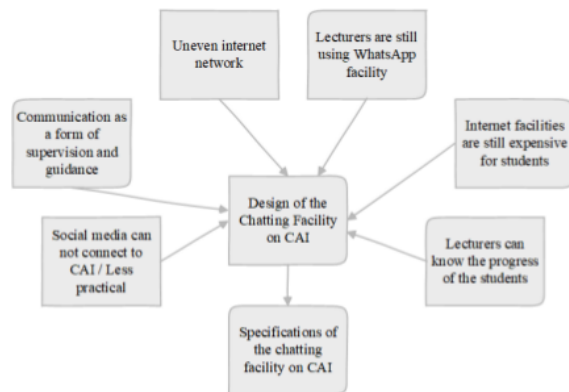 Uneven internet
network
Lecturers are still
using WhatsApp
facility
Communication as
a form of
supervision and
guidance
Internet facilities
are still expensive
for students
Design of the
Chatting Facility
on CAI
Social media can
not connect to
CAI / Less
practical
Lecturers can
know the progress
of the students
Specifications of
the chatting
facility on CAI